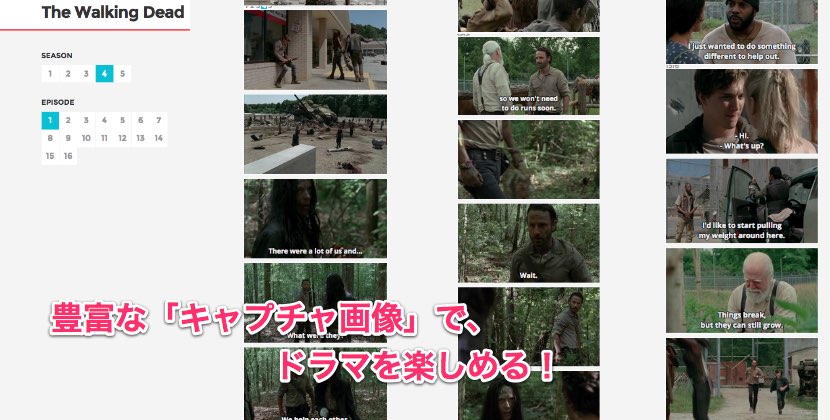 The Walking Dead
SEASON
1 2 3 4 5
EPISODE
1 2 3 4 5 6 7
8 9 10 11 12 13 14
15 16
There were a lot of us and...
What were they?
We help each other
so we won't need
to do runs soon.
Wait.
I just wanted to do something
different to help out.
- Hi.
- What's up?
I'd like to start pulling
my weight around here.
Things break,
but they can still grow.
豊富な「キャプチャ画像」で、
ドラマを楽しめる！